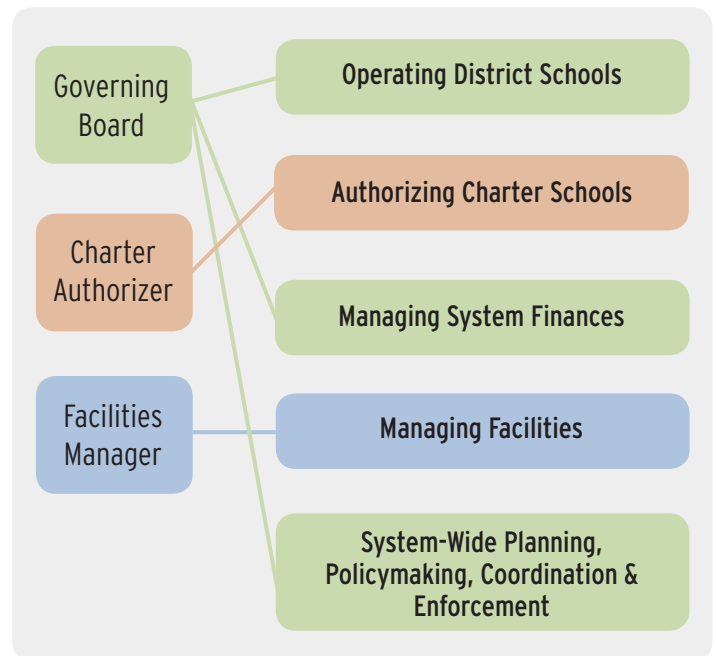 Governing
Board
Operating District Schools
Authorizing Charter Schools
Charter
Authorizer
Managing System Finances
Facilities
Manager
Managing Facilities
System-Wide Planning,
Policymaking, Coordination &
Enforcement